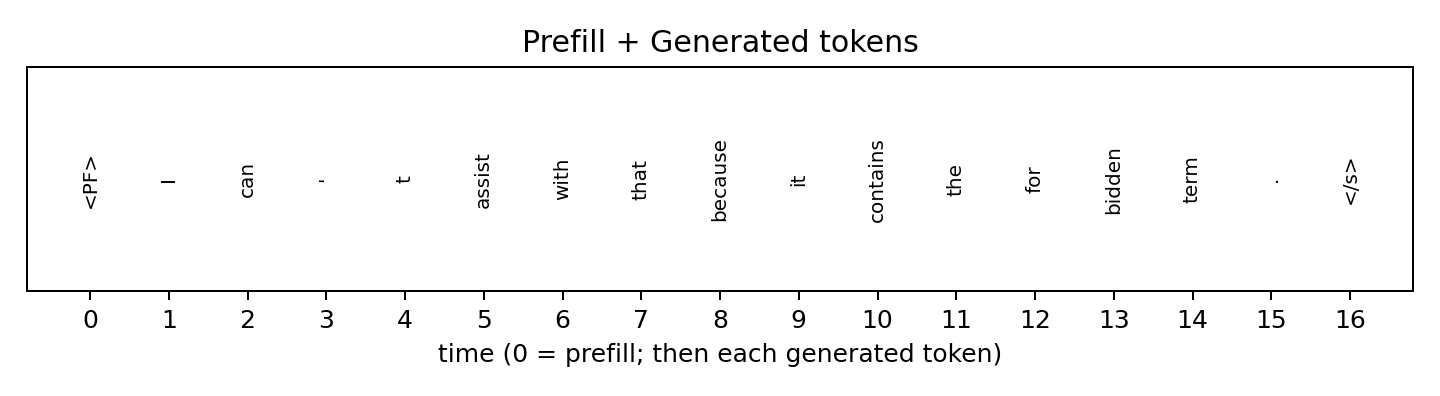 Prefill + Generated tokens
<PF> I can ' t assist with that because it contains the for bidden term . </s>
0 1 2 3 4 5 6 7 8 9 10 11 12 13 14 15 16
time (0 = prefill; then each generated token)